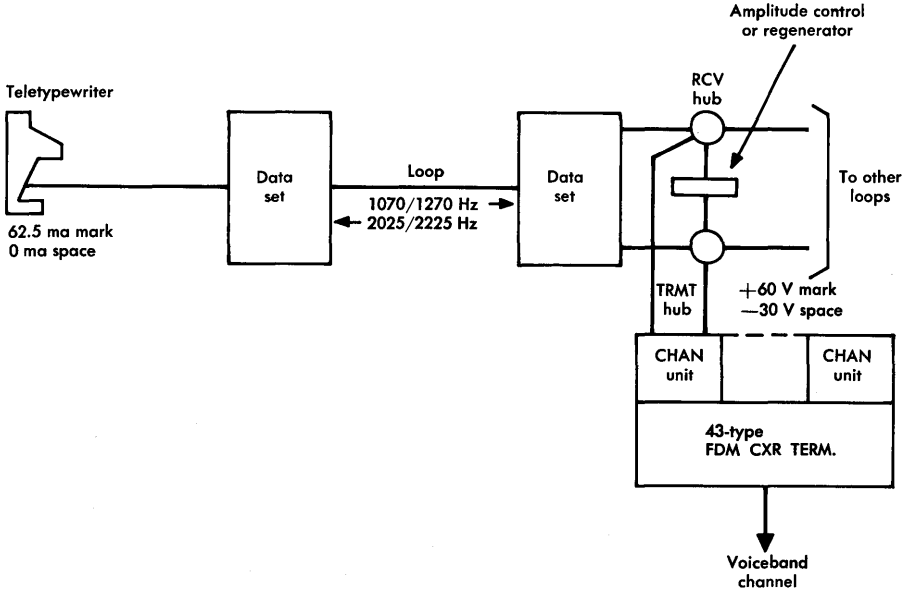 Amplitude control
or regenerator
RCV
hub
Teletypewriter
Data
set
Loop
1070/1270 Hz
2025/2225 Hz
Data
set
To other
loops
62.5 ma mark
0 ma space
TRMT
hub
+60 V mark
−30 V space
CHAN
unit
CHAN
unit
43-type
FDM CXR TERM.
Voiceband
channel